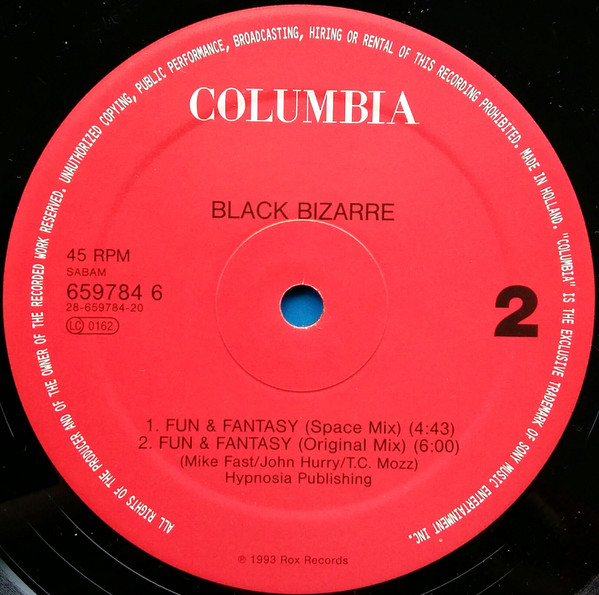 ALL RIGHTS OF THE PRODUCER AND OF THE OWNER OF THE RECORDED WORK RESERVED. UNAUTHORIZED COPYING, PUBLIC PERFORMANCE, BROADCASTING, HIRING OR RENTAL OF THIS RECORDING PROHIBITED. MADE IN HOLLAND. "COLUMBIA" IS THE EXCLUSIVE TRADEMARK OF SONY MUSIC ENTERTAINMENT INC.
COLUMBIA
BLACK BIZARRE
45 RPM
SABAM
659784 6
28-659784-20
LC 0162
2
1. FUN & FANTASY (Space Mix) (4:43)
2. FUN & FANTASY (Original Mix) (6:00)
(Mike Fast/John Hurry/T.C. Mozz)
Hypnosia Publishing
℗ 1993 Rox Records